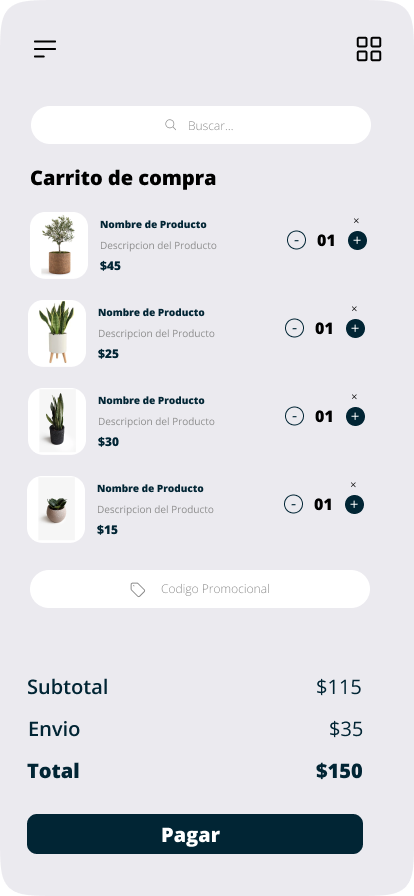 Buscar...
Carrito de compra
Nombre de Producto
Descripcion del Producto
$45
×
- 01 +
Nombre de Producto
Descripcion del Producto
$25
×
- 01 +
Nombre de Producto
Descripcion del Producto
$30
×
- 01 +
Nombre de Producto
Descripcion del Producto
$15
×
- 01 +
Codigo Promocional
Subtotal $115
Envio $35
Total $150
Pagar